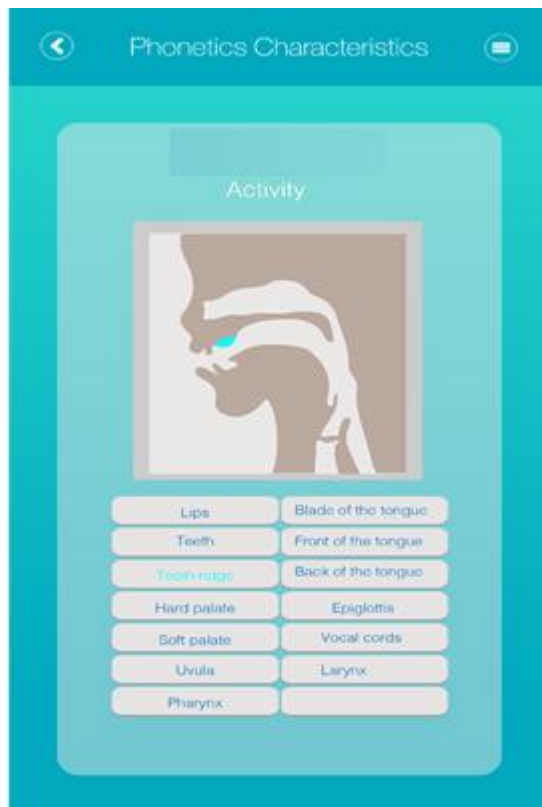 Phonetics Characteristics
Activity
Lips
Blade of the tongue
Teeth
Front of the tongue
Teeth ridge
Back of the tongue
Hard palate
Epiglottis
Soft palate
Vocal cords
Uvula
Larynx
Pharynx